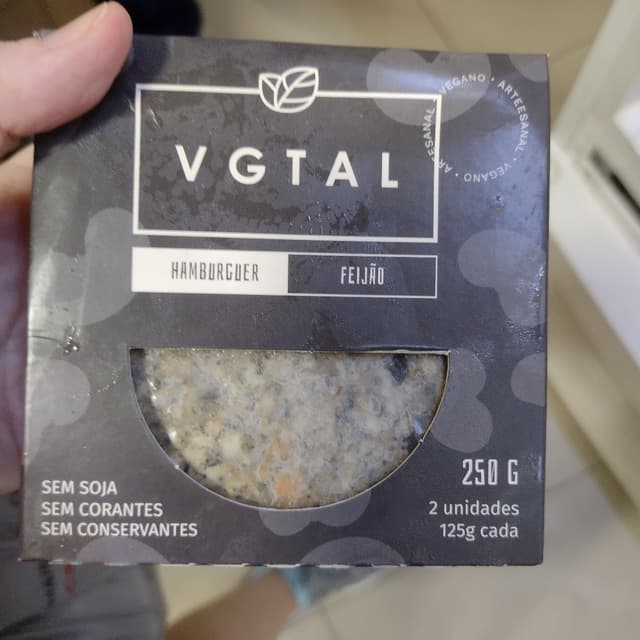 VEGANO • ARTESANAL • VEGANO • ARTESANAL
VGTAL
HAMBURGUER
FEIJÃO
250 G
2 unidades
125g cada
SEM SOJA
SEM CORANTES
SEM CONSERVANTES